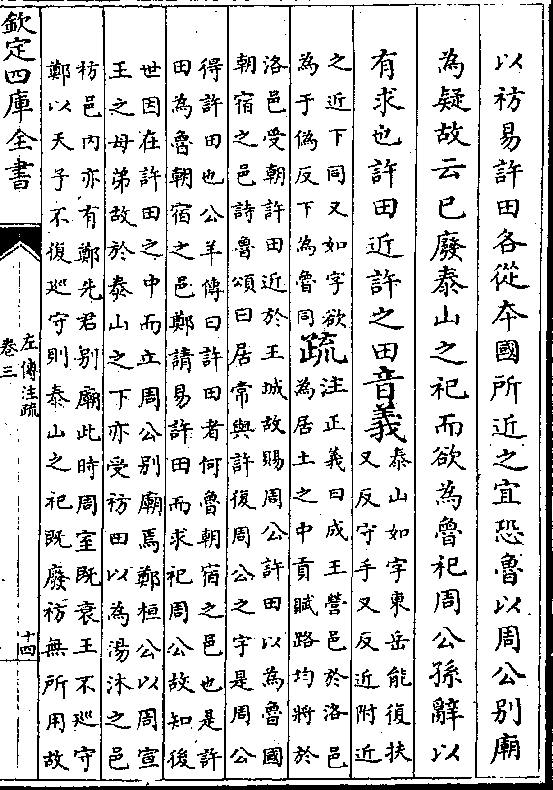 以祊易許田各從本國所近之宜恐魯以周公别廟
為疑故云已廢泰山之祀而欲為魯祀周公孫辭以
有求也許田近許之田音義泰山如字東岳能復扶
又反守手又反近附近
之近下同又如字欲
為于偽反下為魯同疏注正義曰成王營邑於洛邑
為居土之中貢賦路均將於
洛邑受朝許田近於王城故賜周公許田以為魯國
朝宿之邑詩魯頌曰居常與許復周公之宇是周公
得許田也公羊傳曰許田者何魯朝宿之邑也是許
田為魯朝宿之邑鄭請易許田而求祀周公故知後
世因在許田之中而立周公别廟焉鄭桓公以周宣
王之母弟故於泰山之下亦受祊田以為湯沐之邑
祊邑内亦有鄭先君别廟此時周室既衰王不廵守
鄭以天子不復廵守則泰山之祀既廢祊無所用故
欽定四庫全書
左傳注疏
卷三
十四